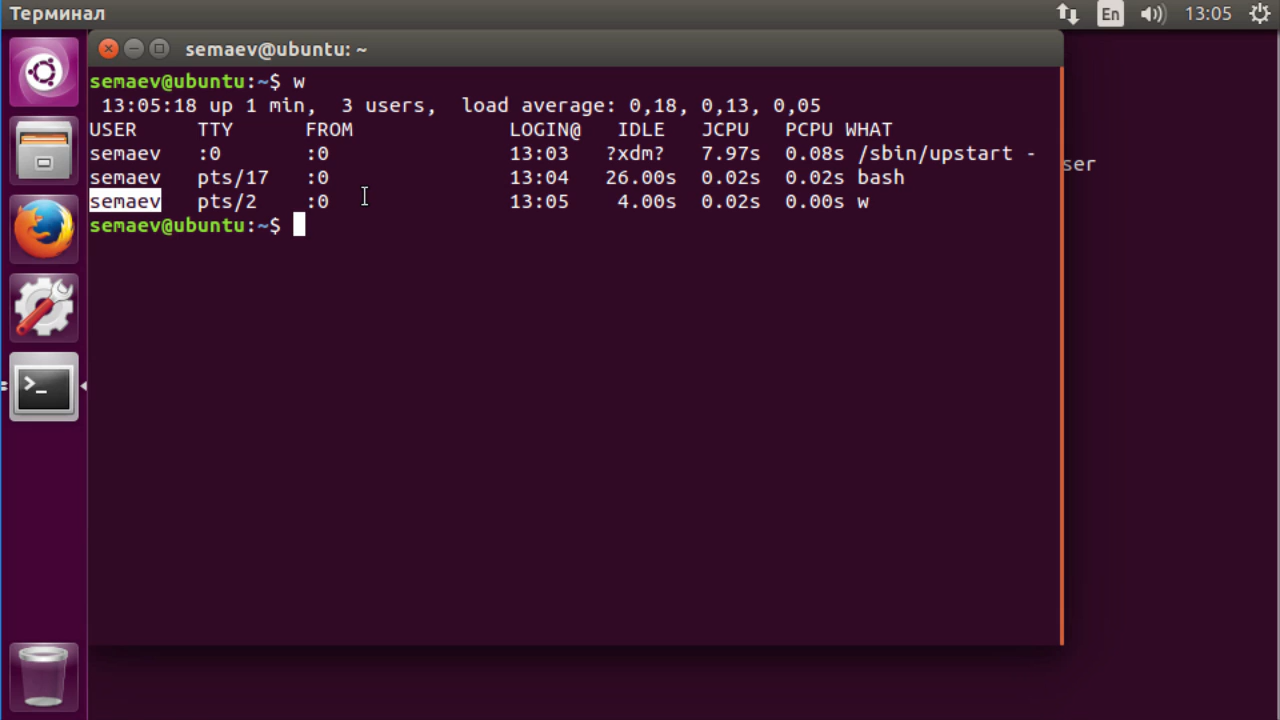 Терминал En 13:05
semaev@ubuntu: ~
semaev@ubuntu:~$ w
13:05:18 up 1 min, 3 users, load average: 0,18, 0,13, 0,05
USER TTY FROM LOGIN@ IDLE JCPU PCPU WHAT
semaev :0 :0 13:03 ?xdm? 7.97s 0.08s /sbin/upstart -
ser
semaev pts/17 :0 13:04 26.00s 0.02s 0.02s bash
semaev pts/2 :0 13:05 4.00s 0.02s 0.00s w
semaev@ubuntu:~$